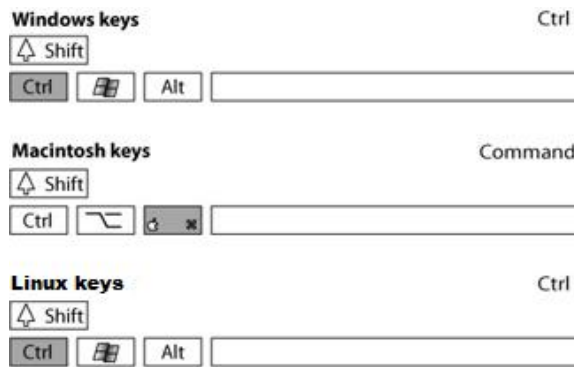 Windows keys Ctrl
Shift
Ctrl Alt
Macintosh keys Command
Shift
Ctrl
Linux keys Ctrl
Shift
Ctrl Alt